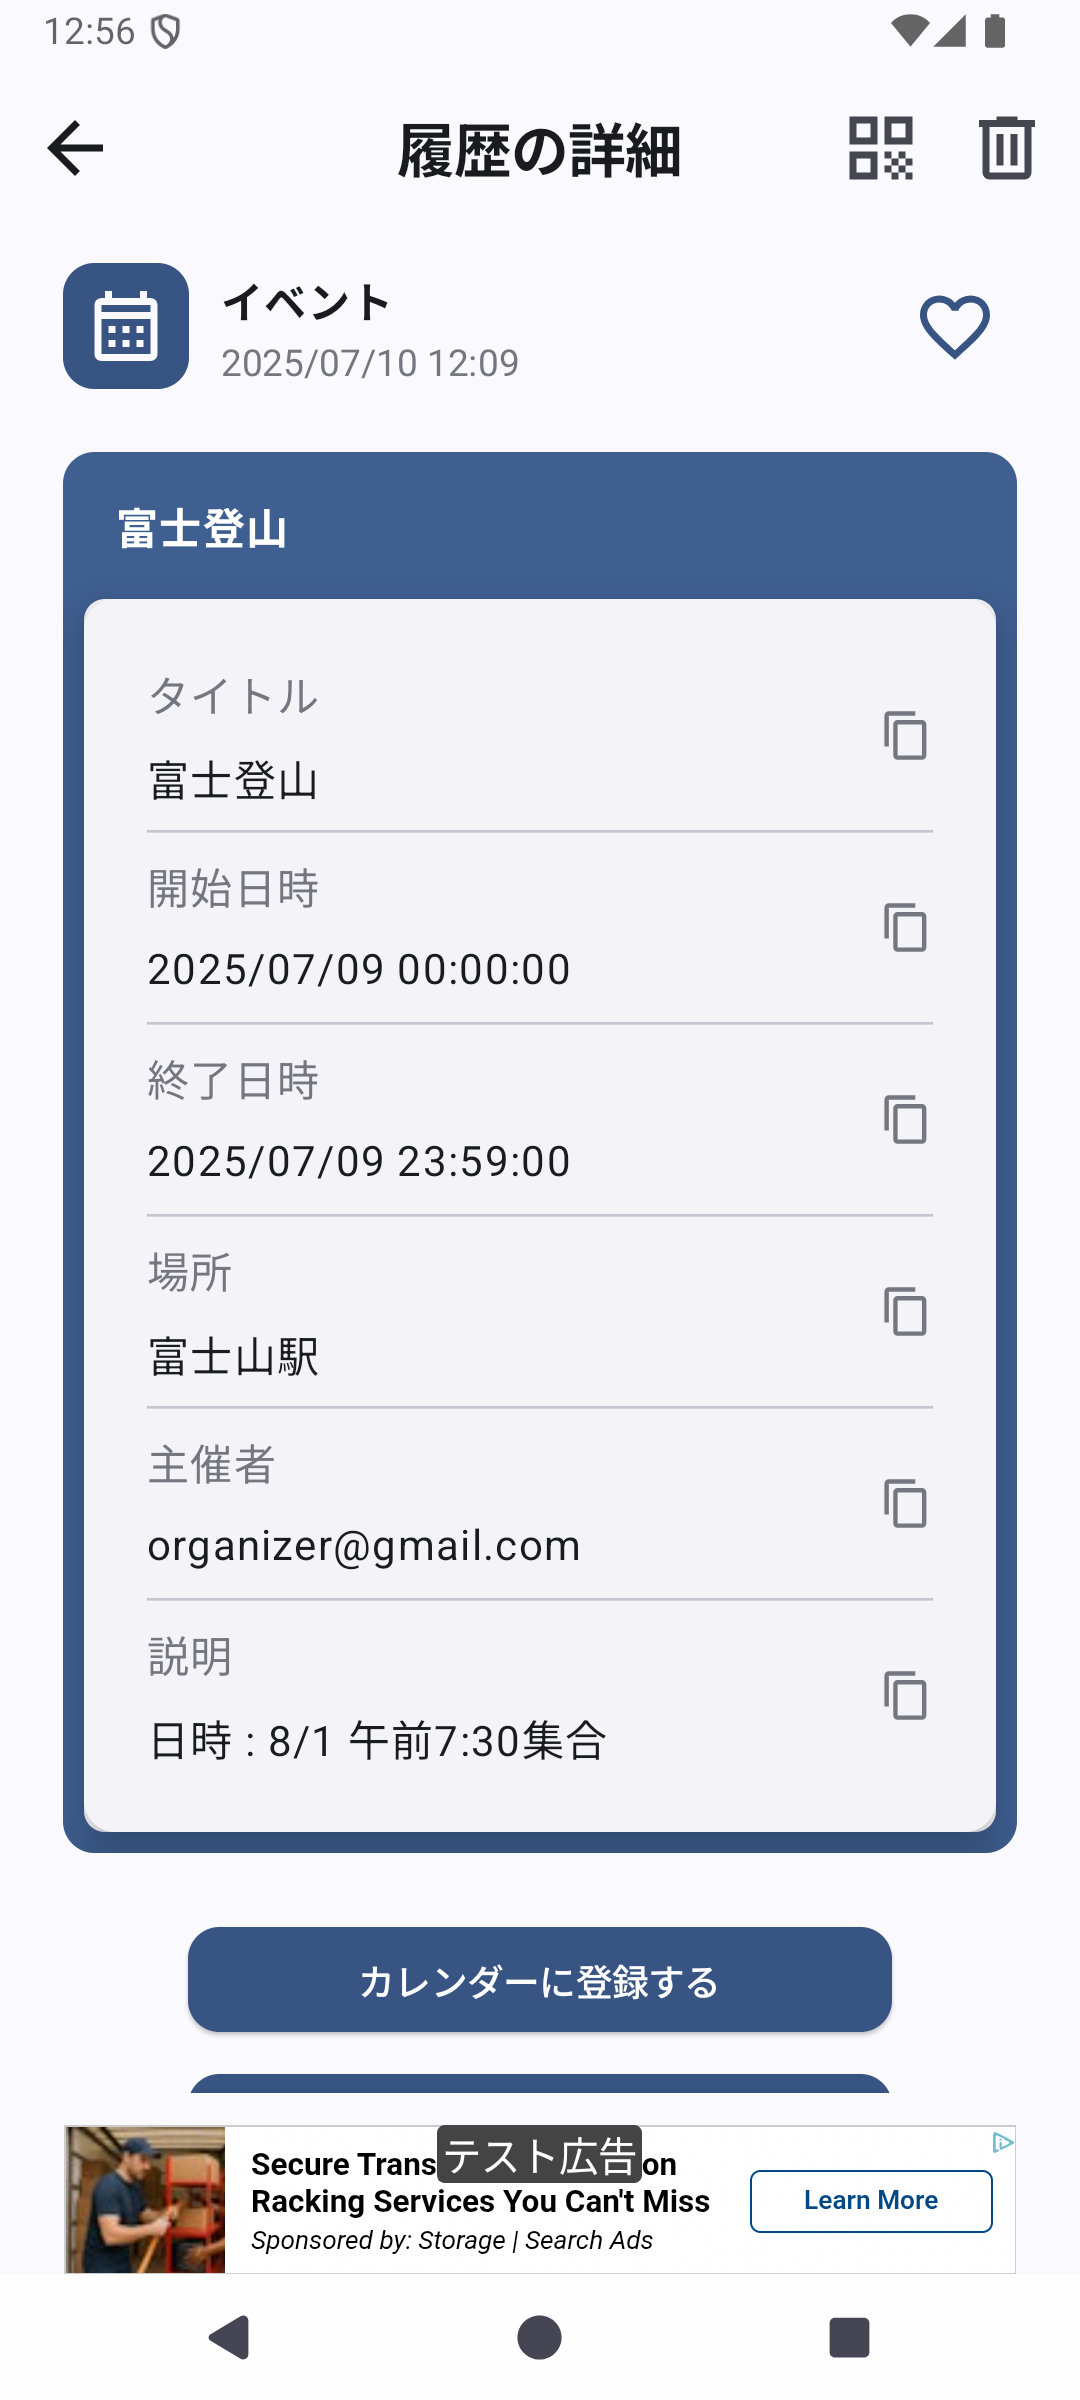 12:56
履歴の詳細
イベント
2025/07/10 12:09
富士登山
タイトル
富士登山
開始日時
2025/07/09 00:00:00
終了日時
2025/07/09 23:59:00
場所
富士山駅
主催者
organizer@gmail.com
説明
日時 : 8/1 午前7:30集合
カレンダーに登録する
テスト広告
Secure Trans on
Racking Services You Can't Miss
Sponsored by: Storage | Search Ads
Learn More